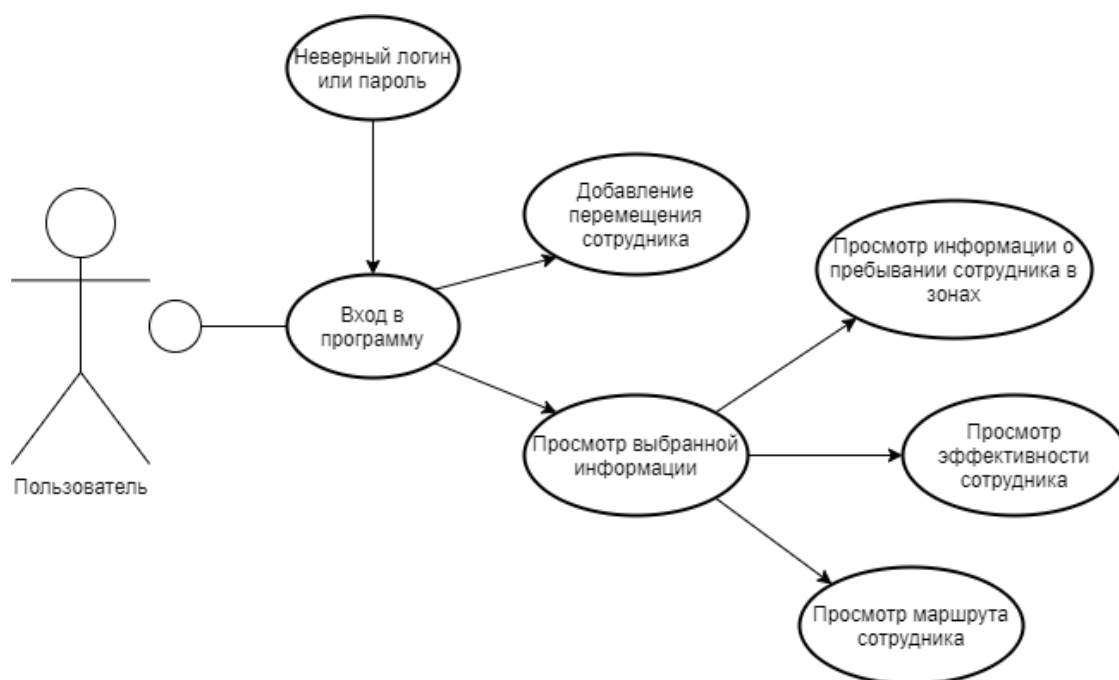 Неверный логин
или пароль
Добавление
перемещения
сотрудника
Просмотр информации о
пребывании сотрудника в
зонах
Вход в
программу
Просмотр выбранной
информации
Просмотр
эффективности
сотрудника
Пользователь
Просмотр маршрута
сотрудника